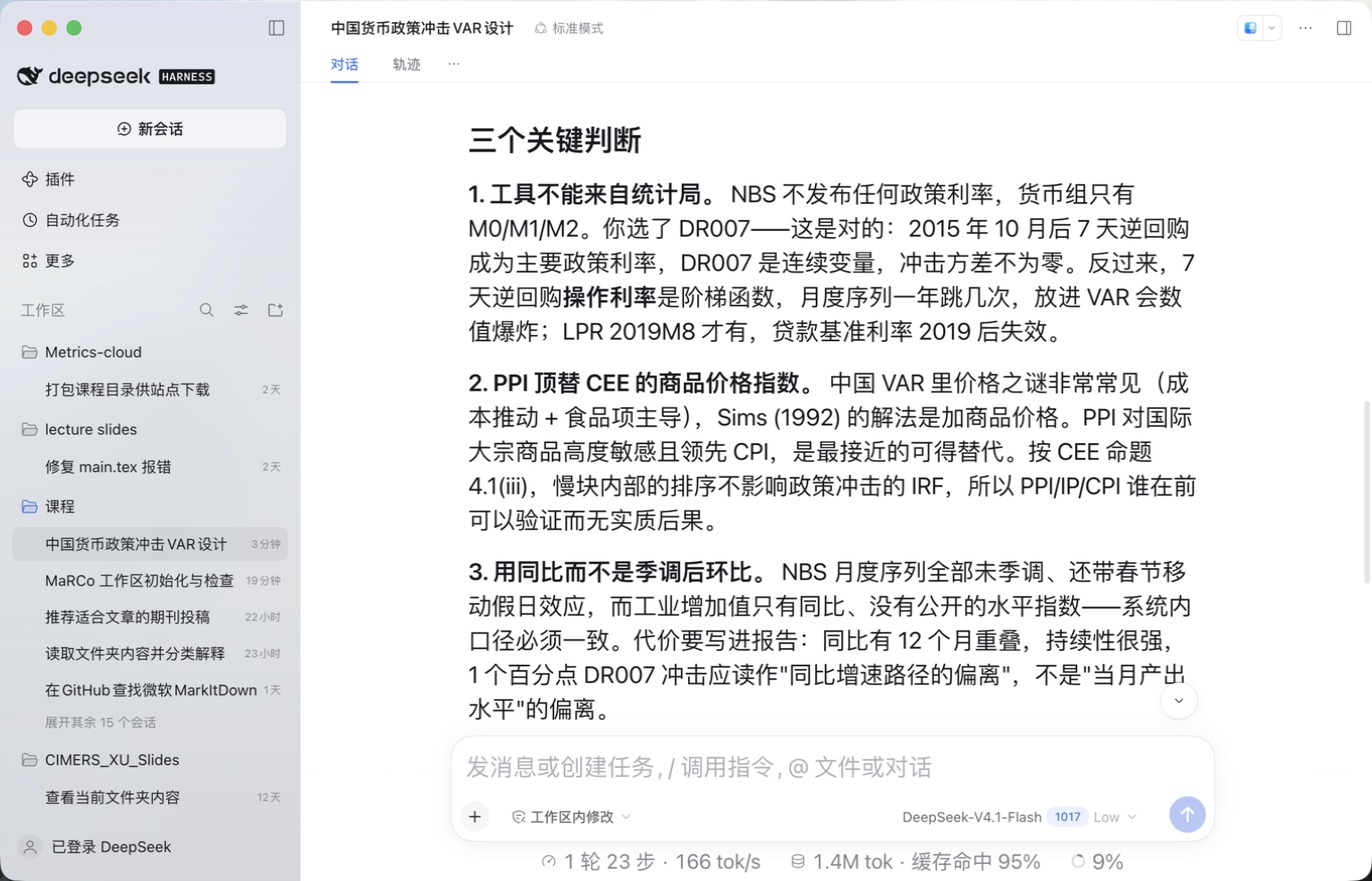 deepseek HARNESS
新会话
插件
自动化任务
更多
工作区
Metrics-cloud
打包课程目录供站点下载 2天
lecture slides
修复 main.tex 报错 2天
课程
中国货币政策冲击 VAR 设计 3分钟
MaRCo 工作区初始化与检查 19分钟
推荐适合文章的期刊投稿 22小时
读取文件夹内容并分类解释 23小时
在 GitHub 查找微软 MarkItDown 1天
展开其余 15 个会话
CIMERS_XU_Slides
查看当前文件夹内容 12天
已登录 DeepSeek
中国货币政策冲击 VAR 设计 标准模式
对话 轨迹 ···
三个关键判断
1. 工具不能来自统计局。 NBS 不发布任何政策利率，货币组只有
M0/M1/M2。你选了 DR007——这是对的：2015 年 10 月后 7 天逆回购
成为主要政策利率，DR007 是连续变量，冲击方差不为零。反过来，7
天逆回购操作利率是阶梯函数，月度序列一年跳几次，放进 VAR 会数
值爆炸；LPR 2019M8 才有，贷款基准利率 2019 后失效。
2. PPI 顶替 CEE 的商品价格指数。 中国 VAR 里价格之谜非常常见（成
本推动 + 食品项主导），Sims (1992) 的解法是加商品价格。PPI 对国际
大宗商品高度敏感且领先 CPI，是最接近的可得替代。按 CEE 命题
4.1(iii)，慢块内部的排序不影响政策冲击的 IRF，所以 PPI/IP/CPI 谁在前
可以验证而无实质后果。
3. 用同比而不是季调后环比。 NBS 月度序列全部未季调、还带春节移
动假日效应，而工业增加值只有同比、没有公开的水平指数——系统内
口径必须一致。代价要写进报告：同比有 12 个月重叠，持续性很强，
1 个百分点 DR007 冲击应读作"同比增速路径的偏离"，不是"当月产出
水平"的偏离。
发消息或创建任务, / 调用指令, @ 文件或对话
工作区内修改 DeepSeek-V4.1-Flash 1017 Low
1 轮 23 步 · 166 tok/s 1.4M tok · 缓存命中 95% 9%